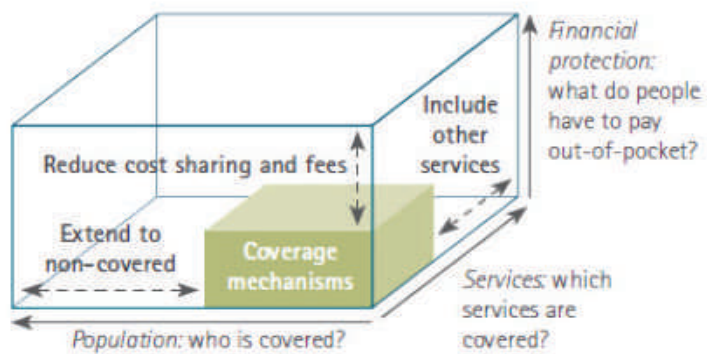 Financial
protection:
what do people
have to pay
out-of-pocket?
Include
other
services
Reduce cost sharing and fees
Extend to
non-covered
Coverage
mechanisms
Services: which
services are
covered?
Population: who is covered?